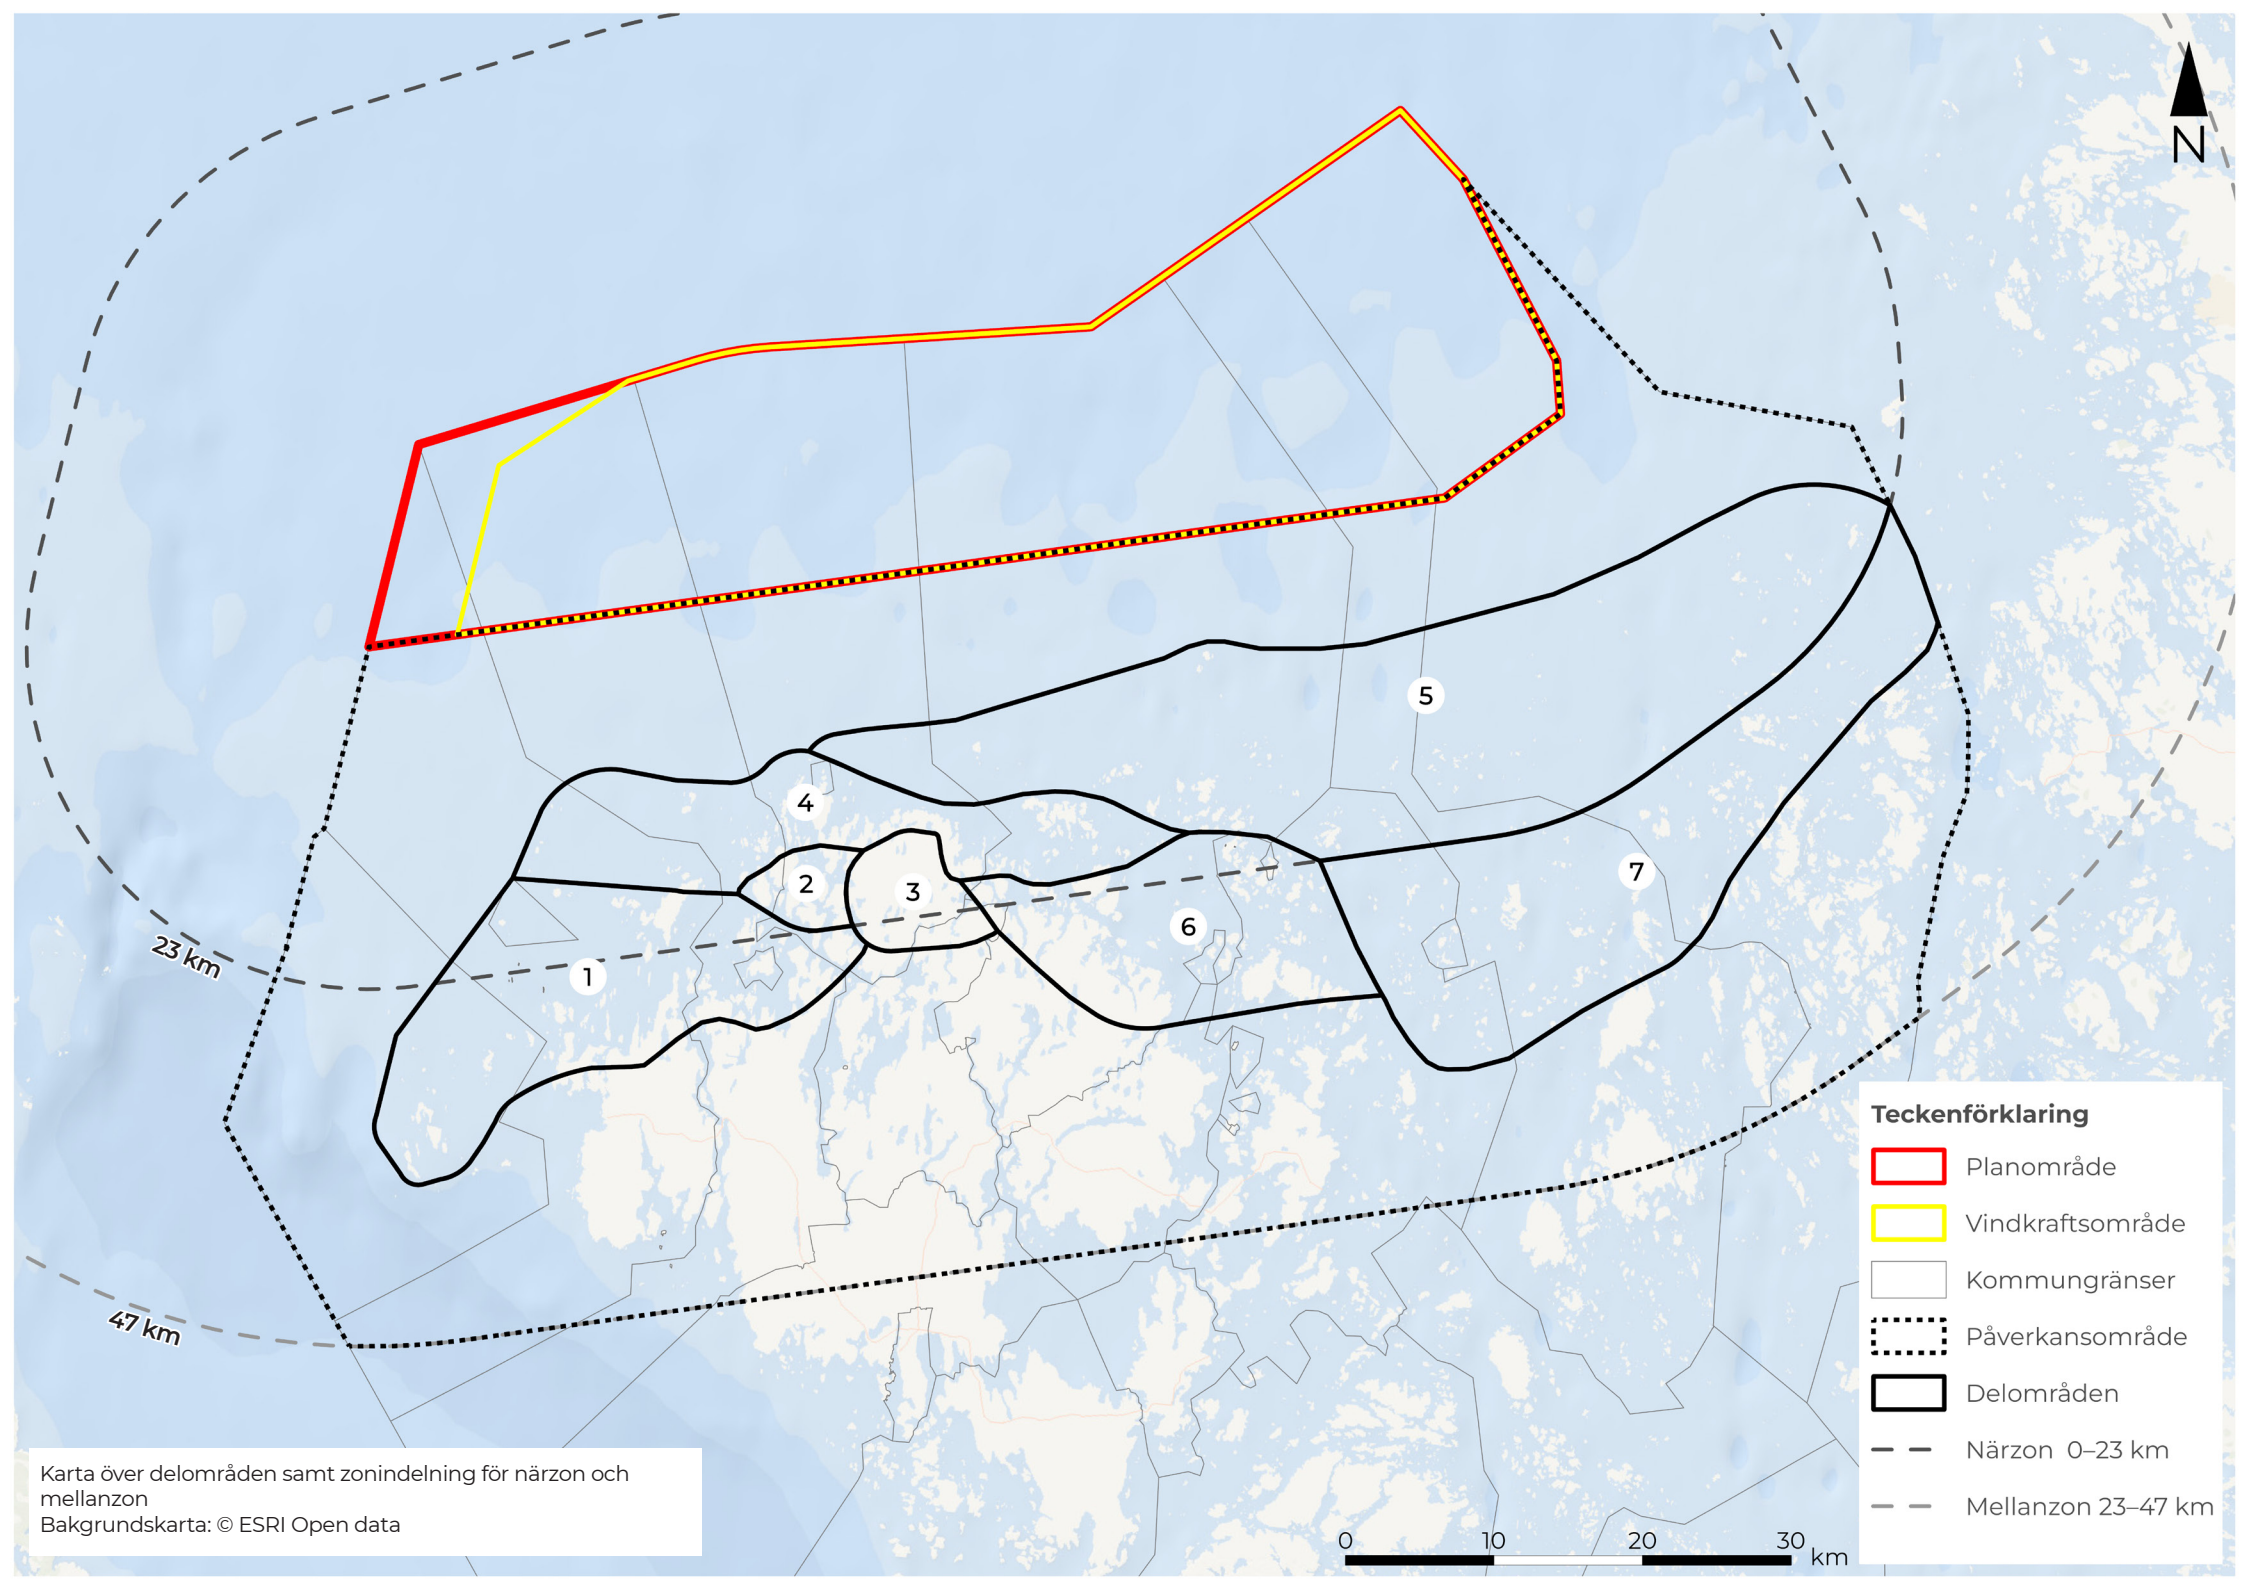 N
5
4
2
3
7
6
23 km
1
47 km
Teckenförklaring
Planområde
Vindkraftsområde
Kommungränser
Påverkansområde
Delområden
Närzon 0–23 km
Mellanzon 23–47 km
Karta över delområden samt zonindelning för närzon och
mellanzon
Bakgrundskarta: © ESRI Open data
0 10 20 30 km